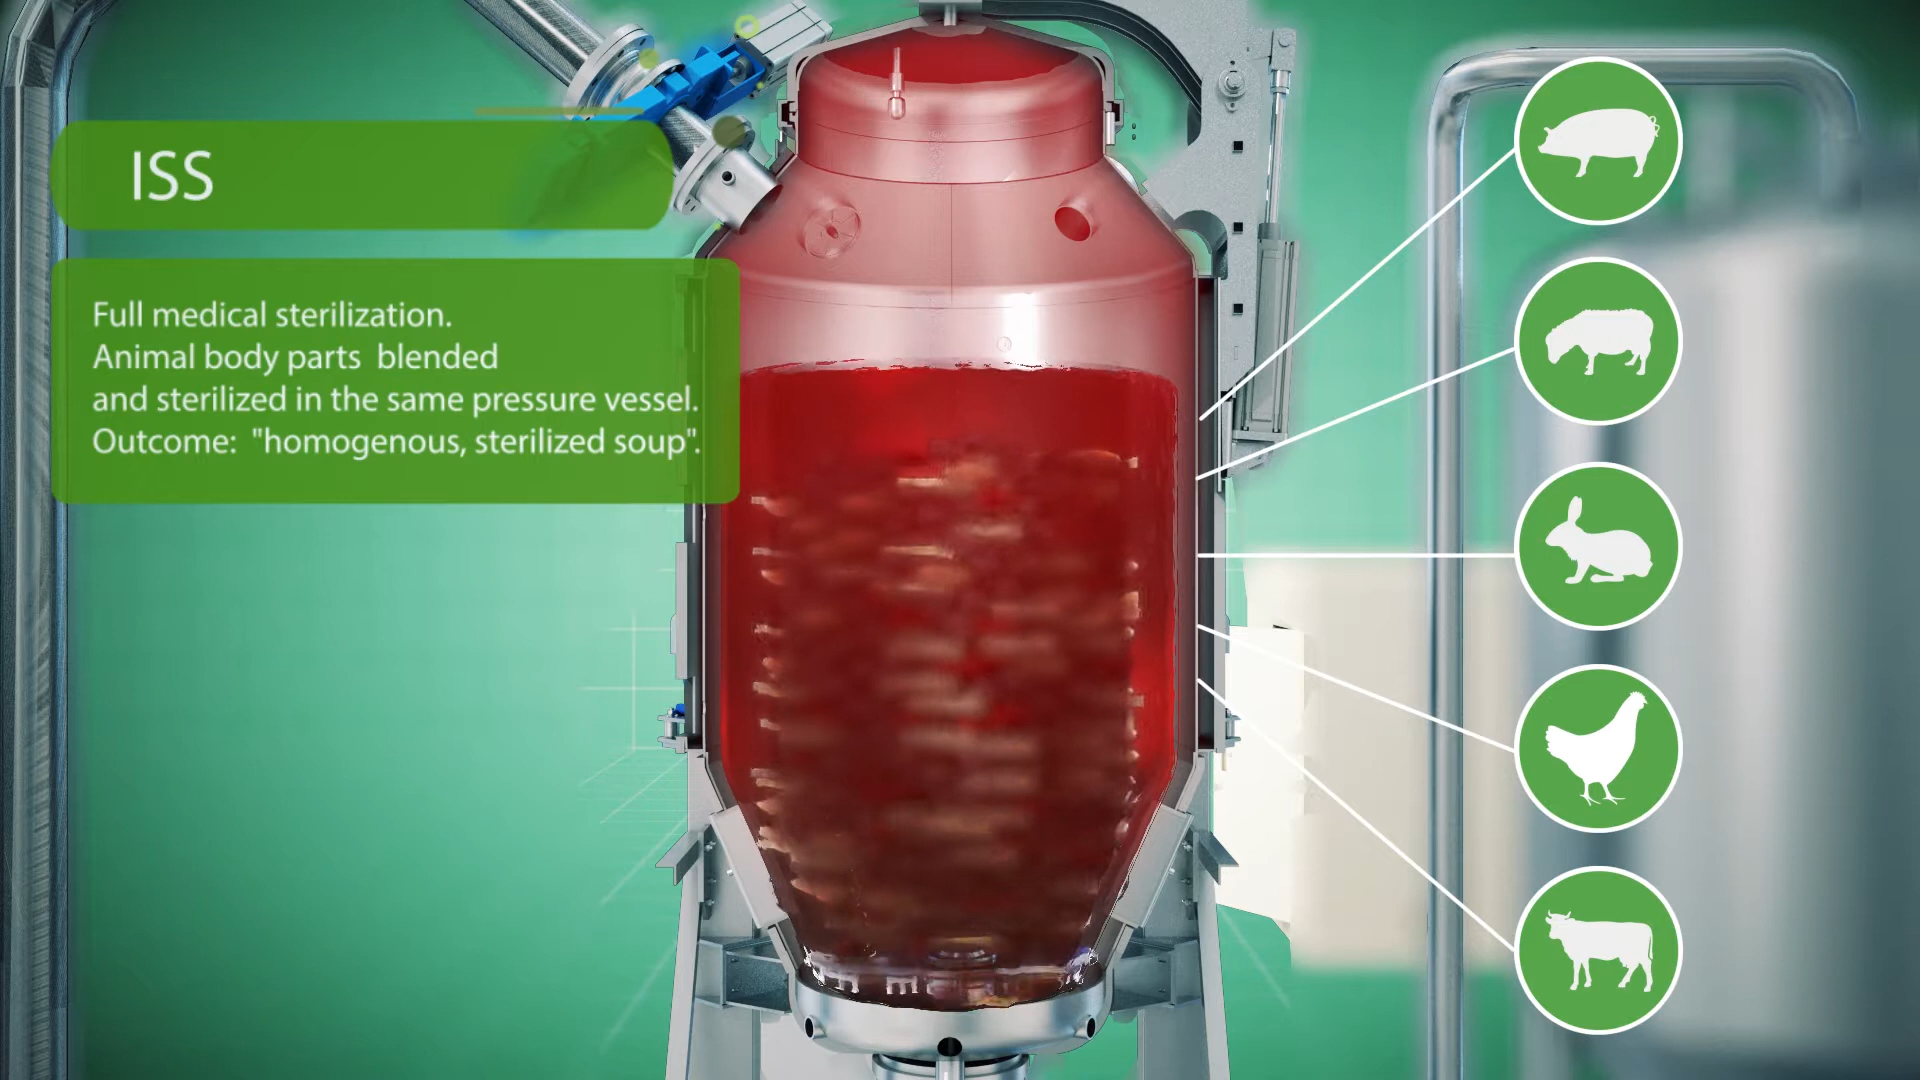 ISS
Full medical sterilization.
Animal body parts  blended
and sterilized in the same pressure vessel.
Outcome:  "homogenous, sterilized soup".